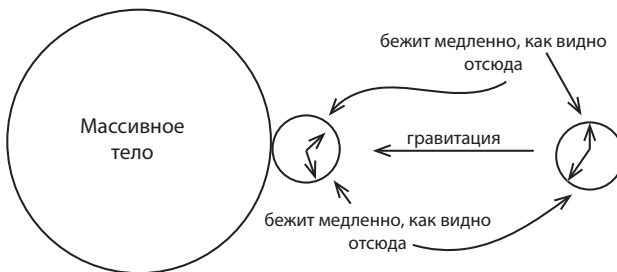 бежит медленно, как видно
отсюда
Массивное
тело
гравитация
бежит медленно, как видно
отсюда